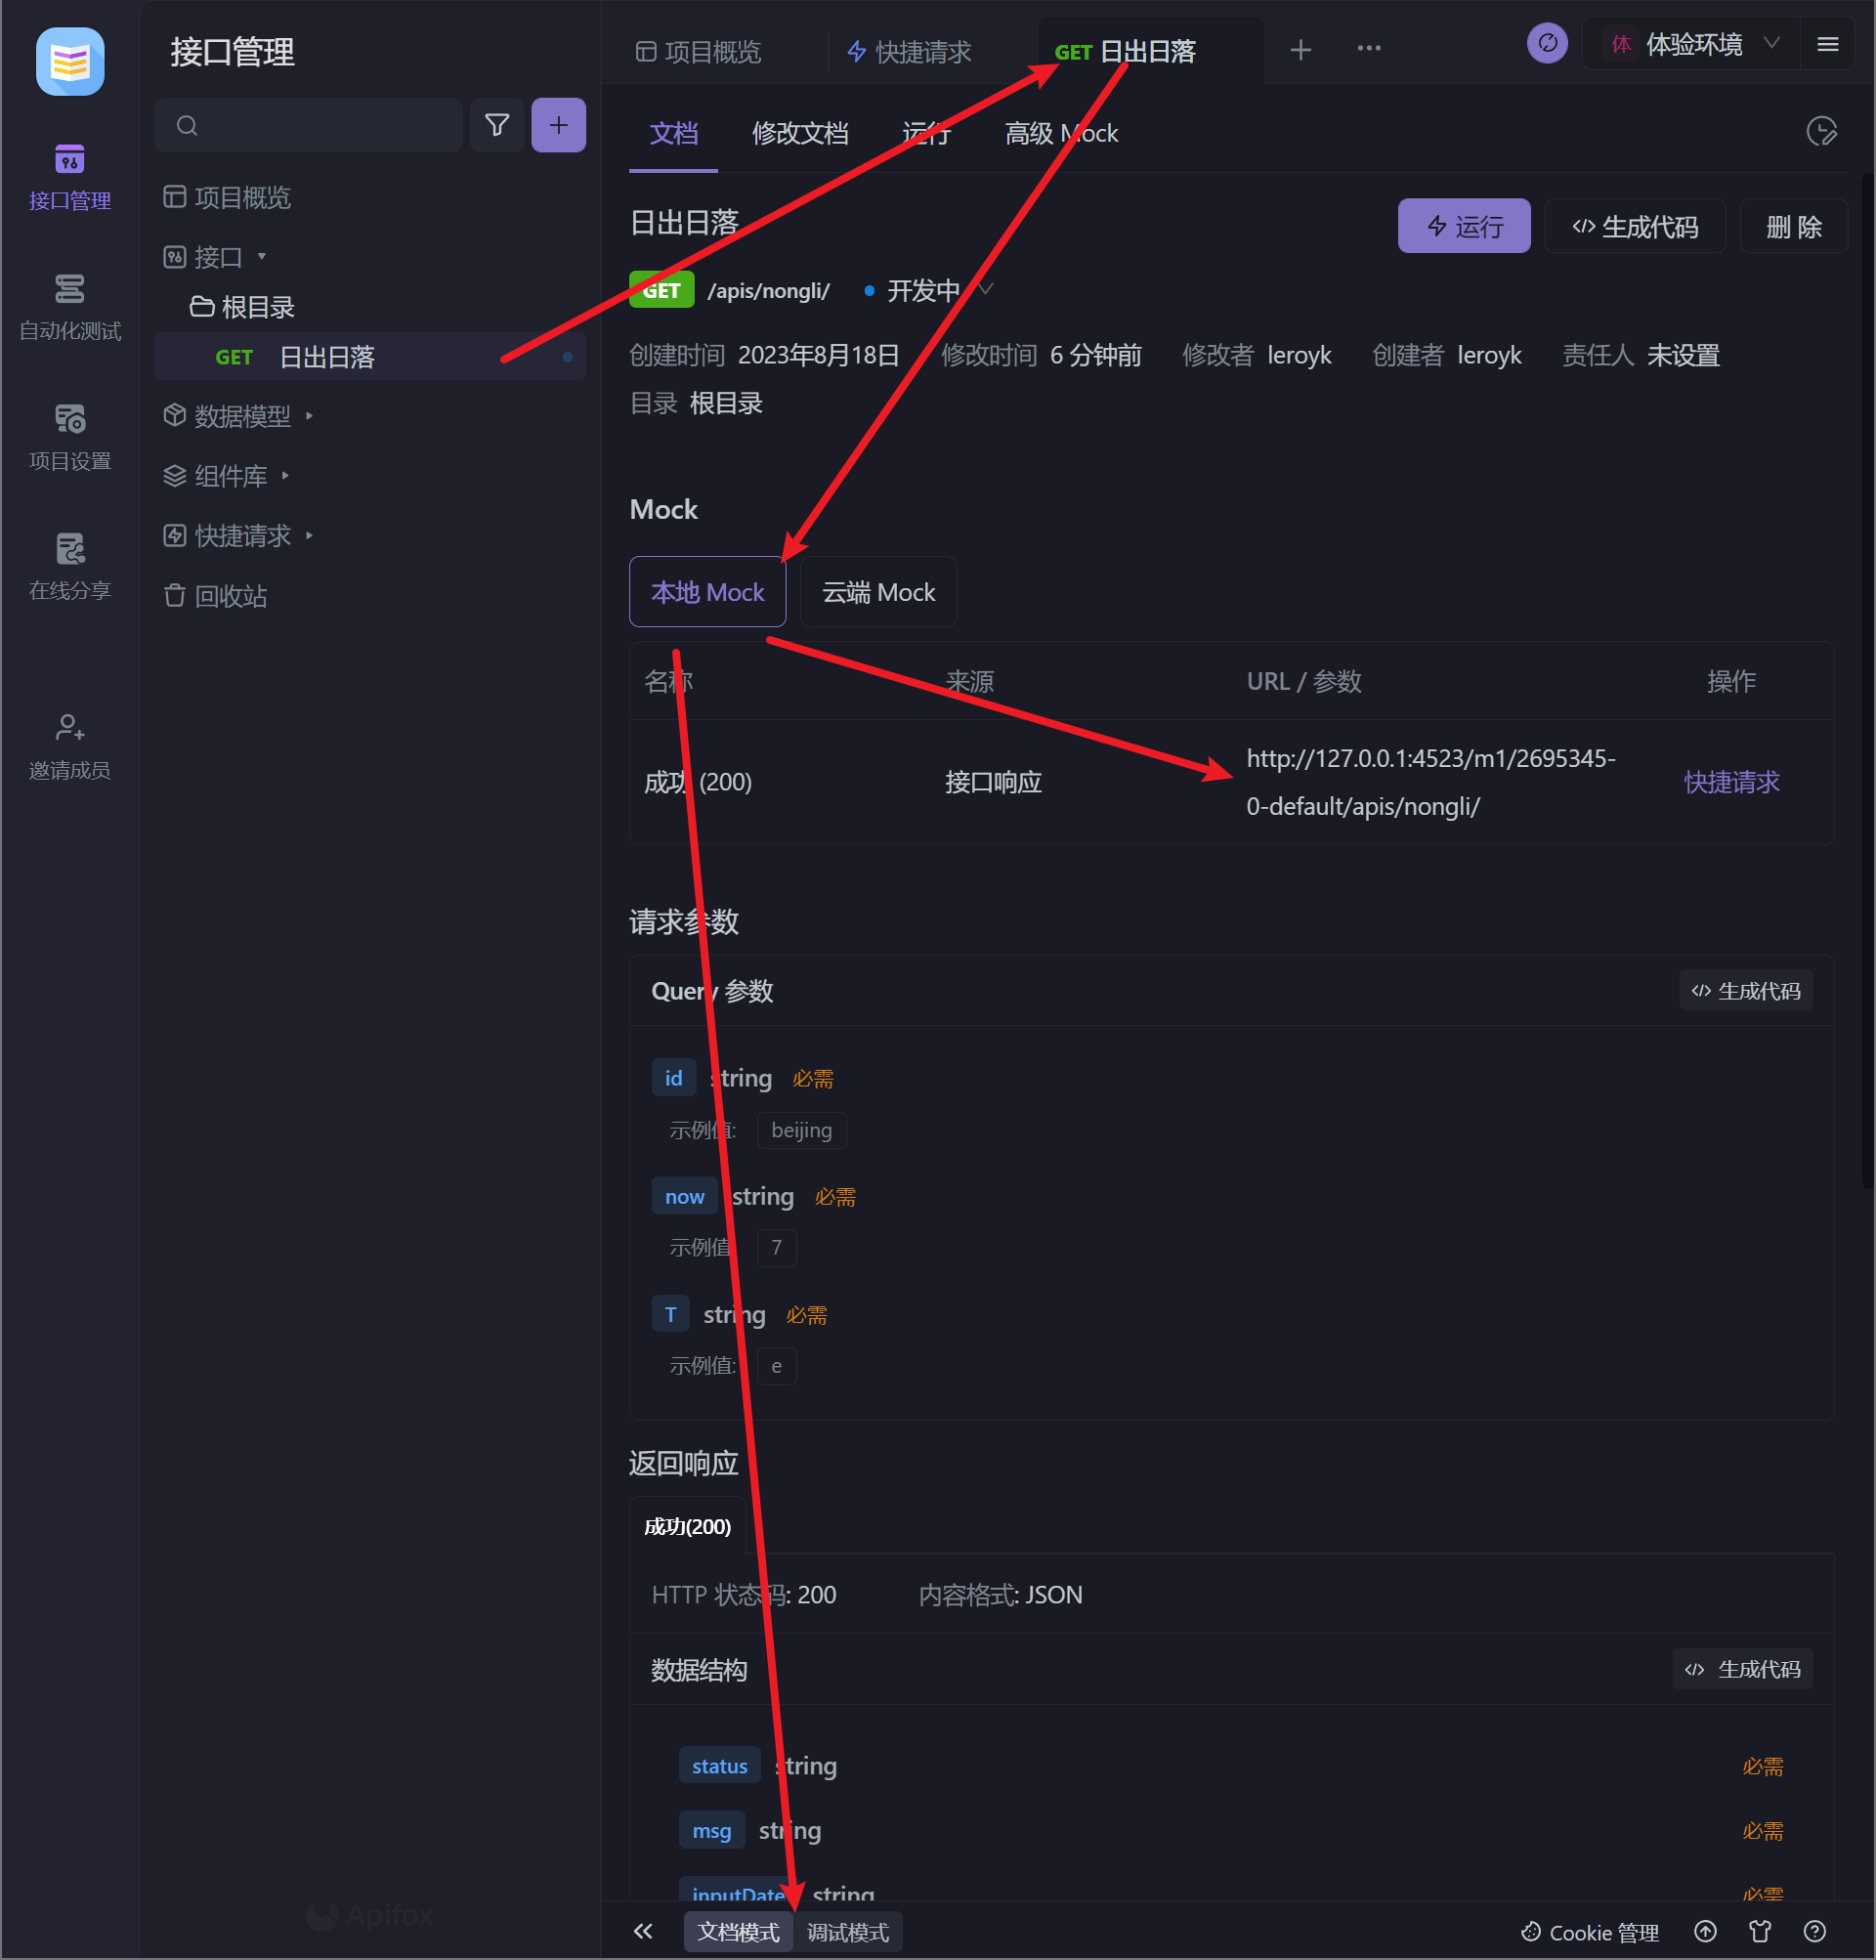 接口管理
自动化测试
项目设置
在线分享
邀请成员
接口管理
项目概览
接口
根目录
GET 日出日落
数据模型
组件库
快捷请求
回收站
Apifox
项目概览 快捷请求 GET 日出日落 体 体验环境
文档 修改文档 运行 高级 Mock
日出日落 运行 生成代码 删 除
GET /apis/nongli/ 开发中
创建时间 2023年8月18日 修改时间 6 分钟前 修改者 leroyk 创建者 leroyk 责任人 未设置
目录 根目录
Mock
本地 Mock 云端 Mock
名称 来源 URL / 参数 操作
成功 (200) 接口响应 http://127.0.0.1:4523/m1/2695345-
0-default/apis/nongli/ 快捷请求
请求参数
Query 参数 生成代码
id string 必需
示例值: beijing
now string 必需
示例值: 7
T string 必需
示例值: e
返回响应
成功(200)
HTTP 状态码: 200 内容格式: JSON
数据结构 生成代码
status string 必需
msg string 必需
inputDate string 必需
文档模式 调试模式 Cookie 管理